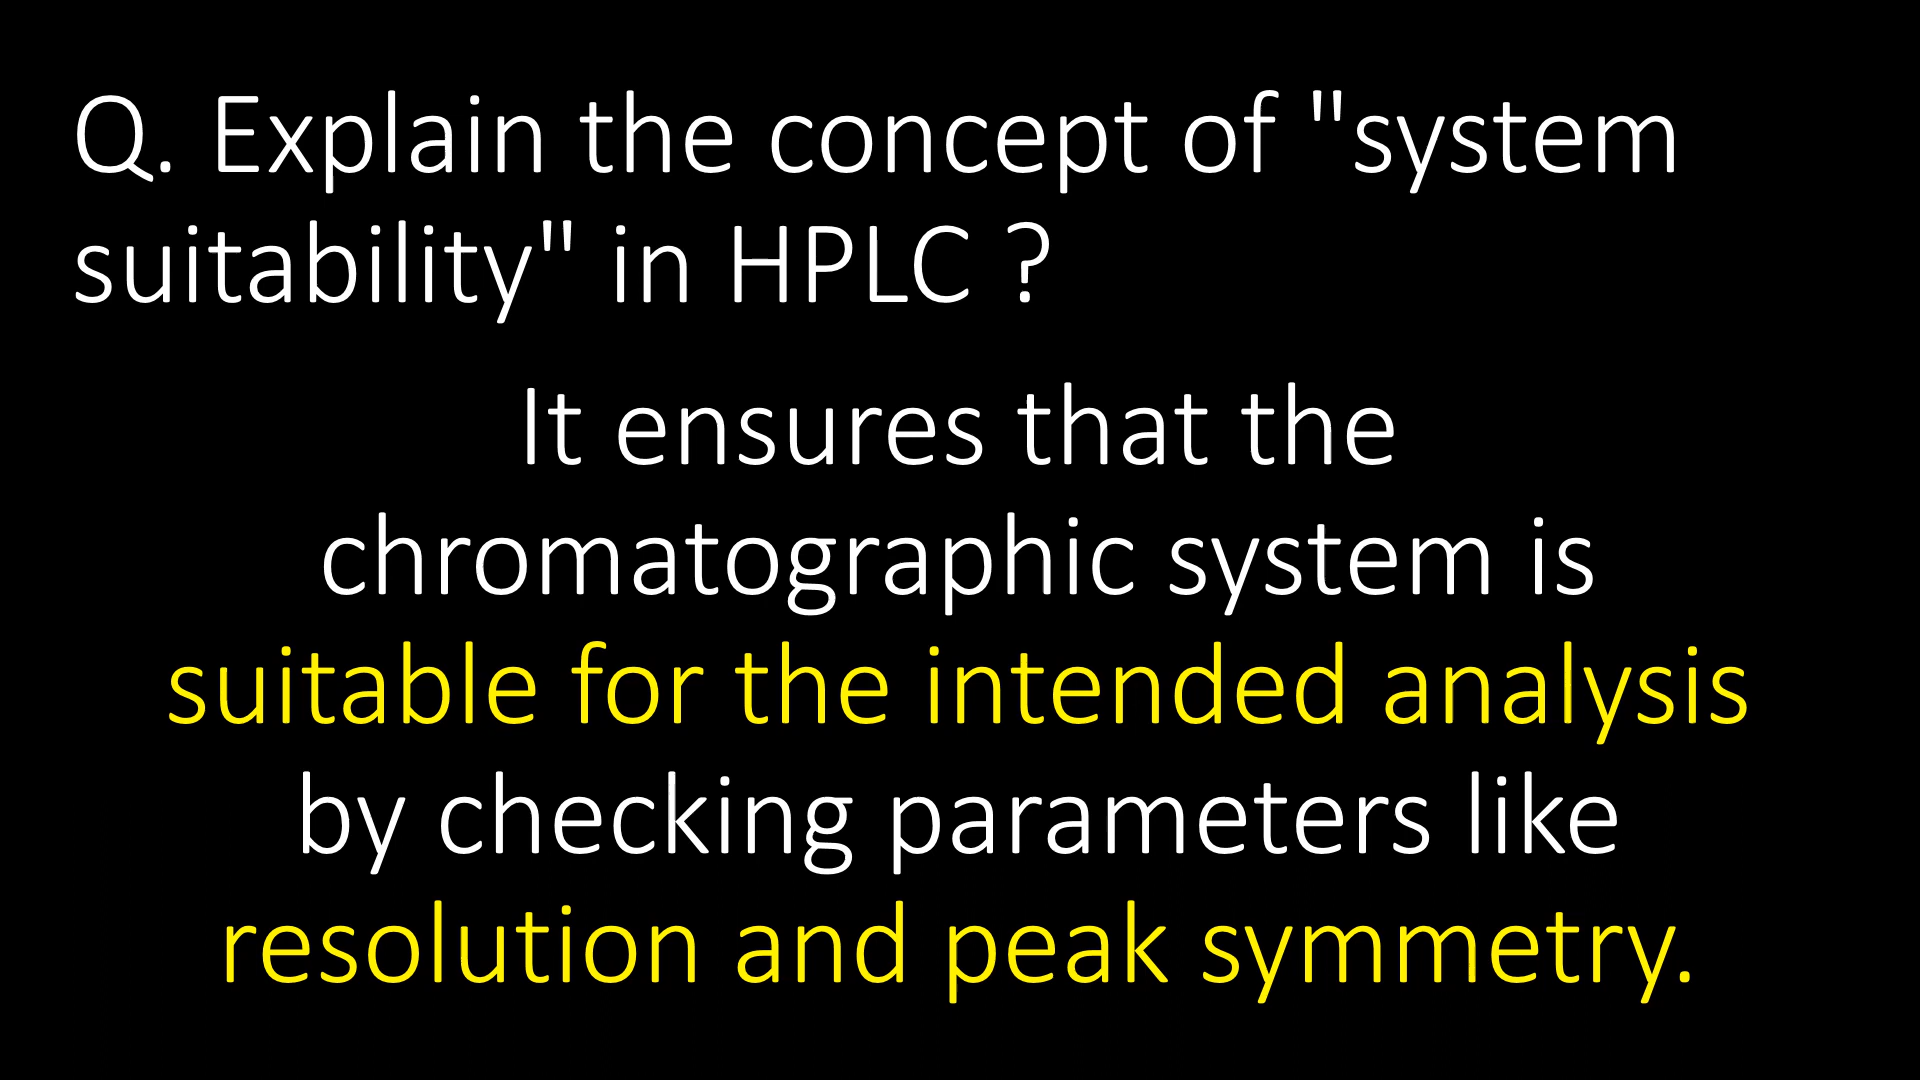 Q. Explain the concept of "system
suitability" in HPLC ?
It ensures that the
chromatographic system is
suitable for the intended analysis
by checking parameters like
resolution and peak symmetry.